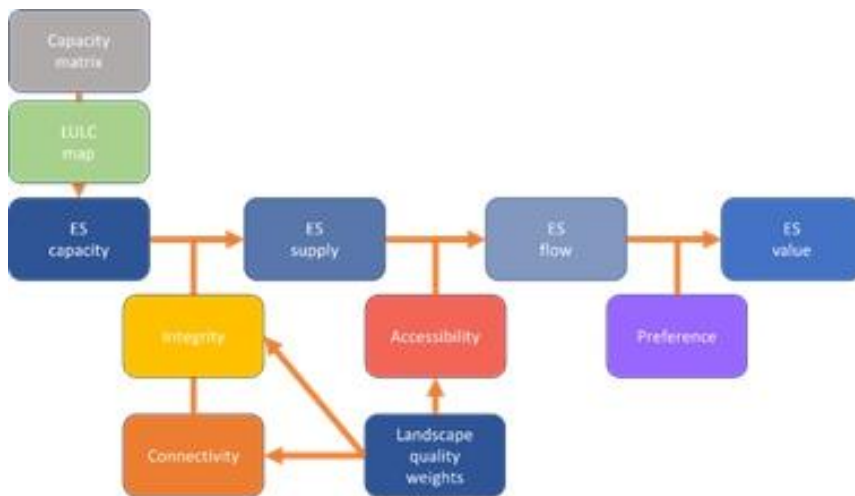 Capacity
matrix
LULC
map
ES
capacity
ES
supply
ES
flow
ES
value
Integrity
Accessibility
Preference
Connectivity
Landscape
quality
weights